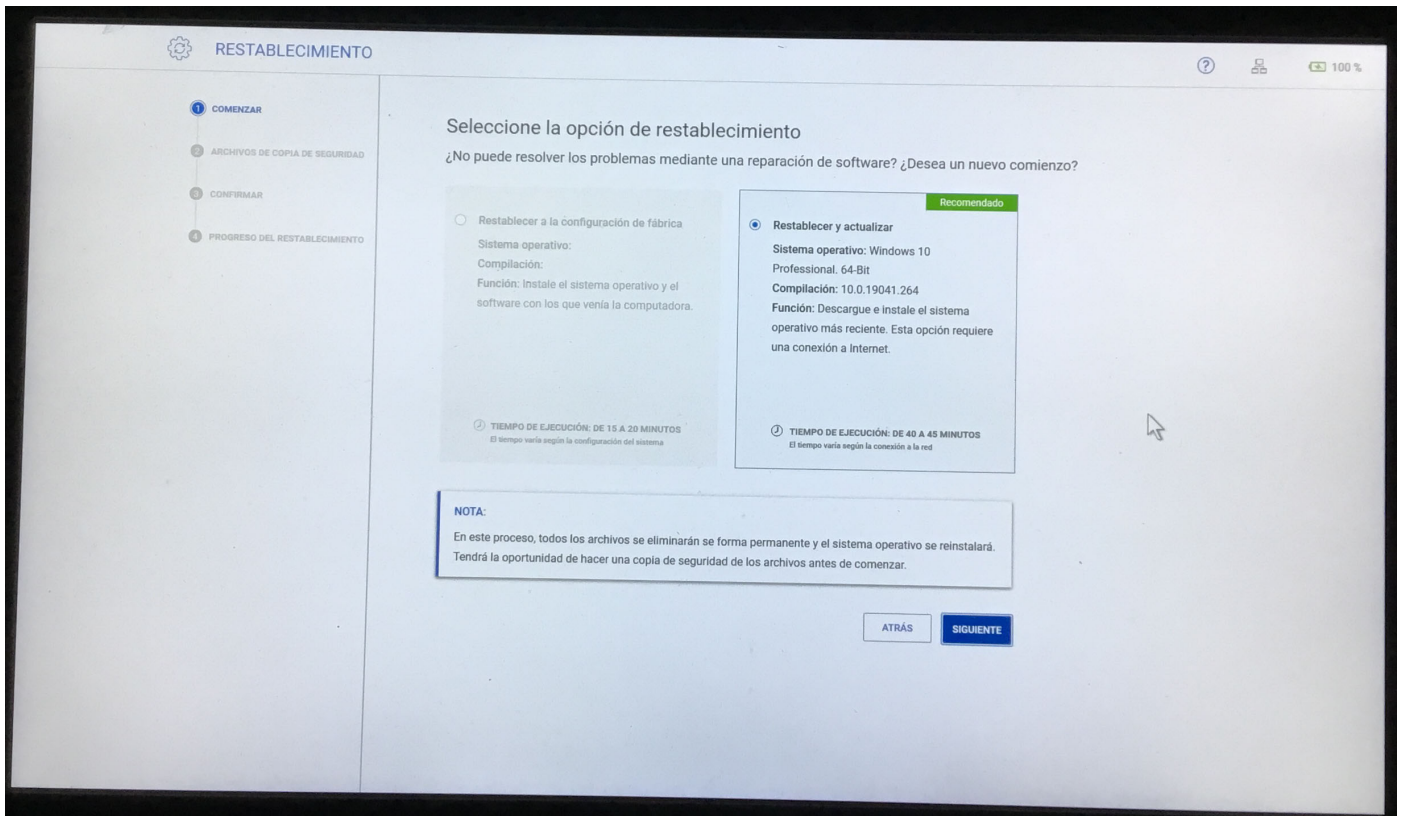 RESTABLECIMIENTO
100 %
1 COMENZAR
2 ARCHIVOS DE COPIA DE SEGURIDAD
3 CONFIRMAR
4 PROGRESO DEL RESTABLECIMIENTO
Seleccione la opción de restablecimiento
¿No puede resolver los problemas mediante una reparación de software? ¿Desea un nuevo comienzo?
Restablecer a la configuración de fábrica
Sistema operativo:
Compilación:
Función: Instale el sistema operativo y el
software con los que venía la computadora.
TIEMPO DE EJECUCIÓN: DE 15 A 20 MINUTOS
El tiempo varía según la configuración del sistema
Recomendado
Restablecer y actualizar
Sistema operativo: Windows 10
Professional. 64-Bit
Compilación: 10.0.19041.264
Función: Descargue e instale el sistema
operativo más reciente. Esta opción requiere
una conexión a Internet.
TIEMPO DE EJECUCIÓN: DE 40 A 45 MINUTOS
El tiempo varía según la conexión a la red
NOTA:
En este proceso, todos los archivos se eliminarán se forma permanente y el sistema operativo se reinstalará.
Tendrá la oportunidad de hacer una copia de seguridad de los archivos antes de comenzar.
ATRÁS
SIGUIENTE